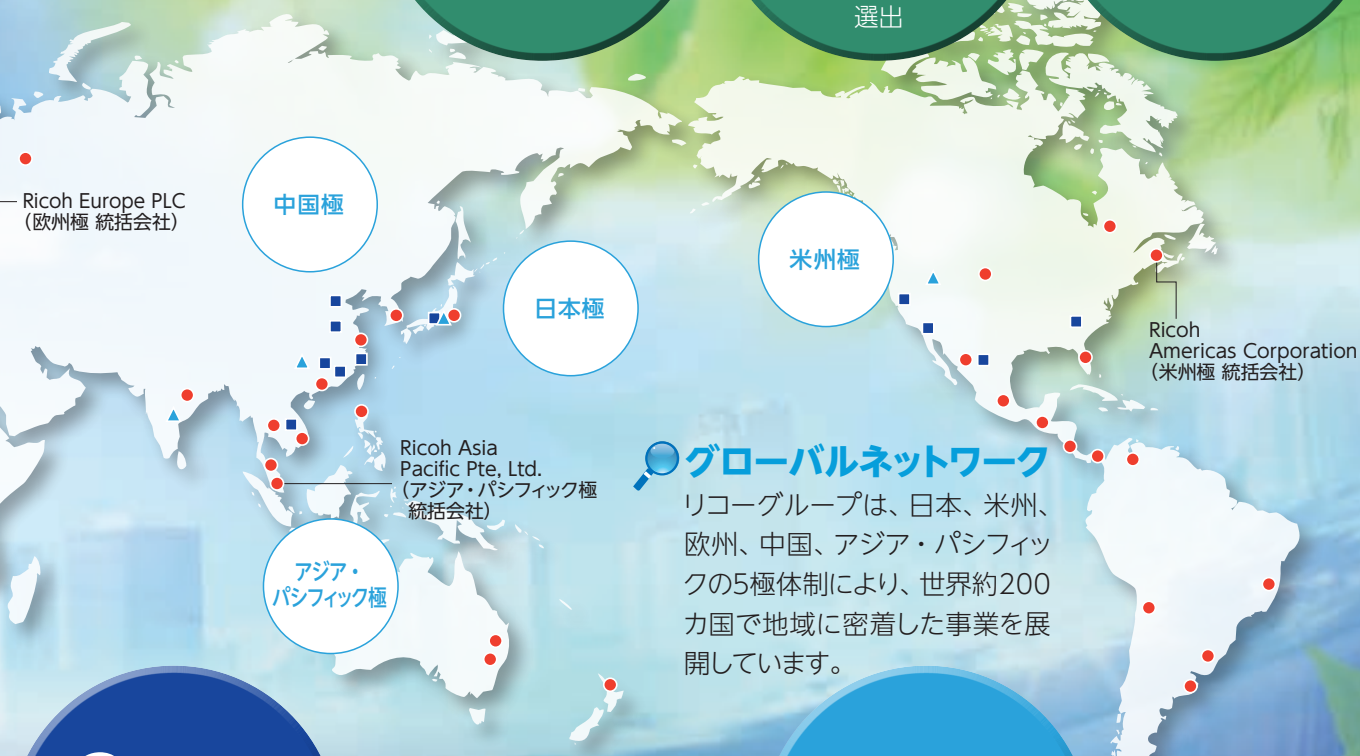 選出
Ricoh Europe PLC
（欧州極 統括会社）
中国極
日本極
米州極
Ricoh
Americas Corporation
（米州極 統括会社）
Ricoh Asia
Pacific Pte, Ltd.
（アジア・パシフィック極
統括会社）
アジア・
パシフィック極
グローバルネットワーク
リコーグループは、日本、米州、
欧州、中国、アジア・パシフィッ
クの5極体制により、世界約200
カ国で地域に密着した事業を展
開しています。